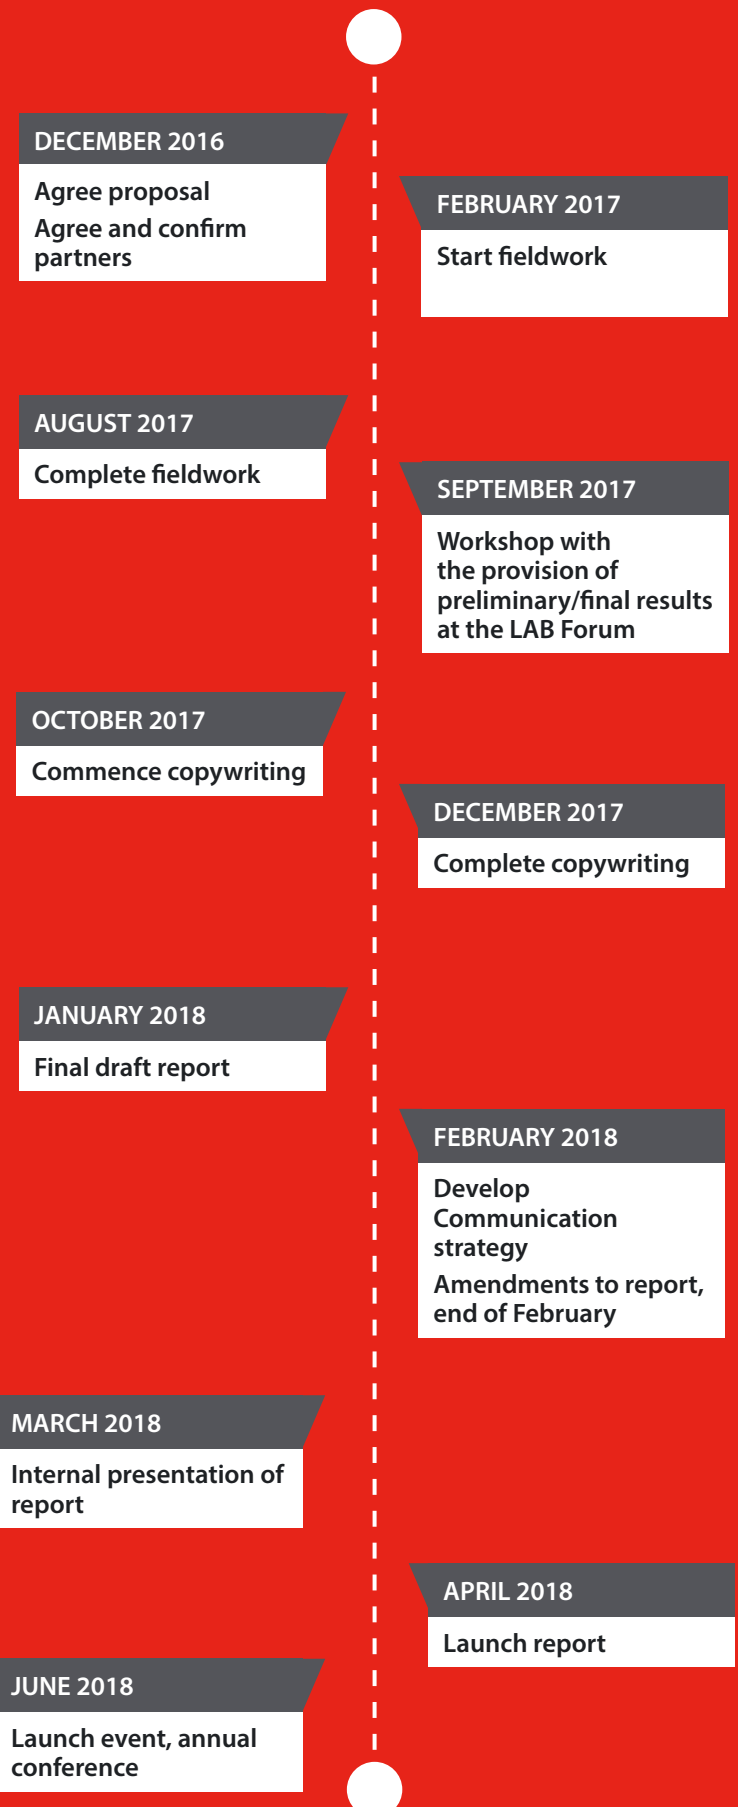 DECEMBER 2016
Agree proposal
Agree and confirm
partners
FEBRUARY 2017
Start fieldwork
AUGUST 2017
Complete fieldwork
SEPTEMBER 2017
Workshop with
the provision of
preliminary/final results
at the LAB Forum
OCTOBER 2017
Commence copywriting
DECEMBER 2017
Complete copywriting
JANUARY 2018
Final draft report
FEBRUARY 2018
Develop
Communication
strategy
Amendments to report,
end of February
MARCH 2018
Internal presentation of
report
APRIL 2018
Launch report
JUNE 2018
Launch event, annual
conference